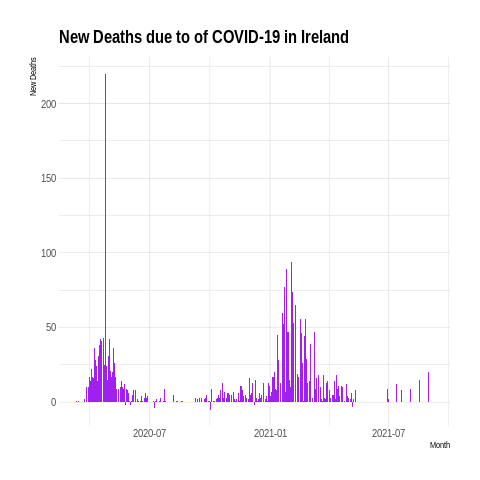 New Deaths due to of COVID-19 in Ireland
New Deaths
200
150
100
50
0
2020-07
2021-01
2021-07
Month